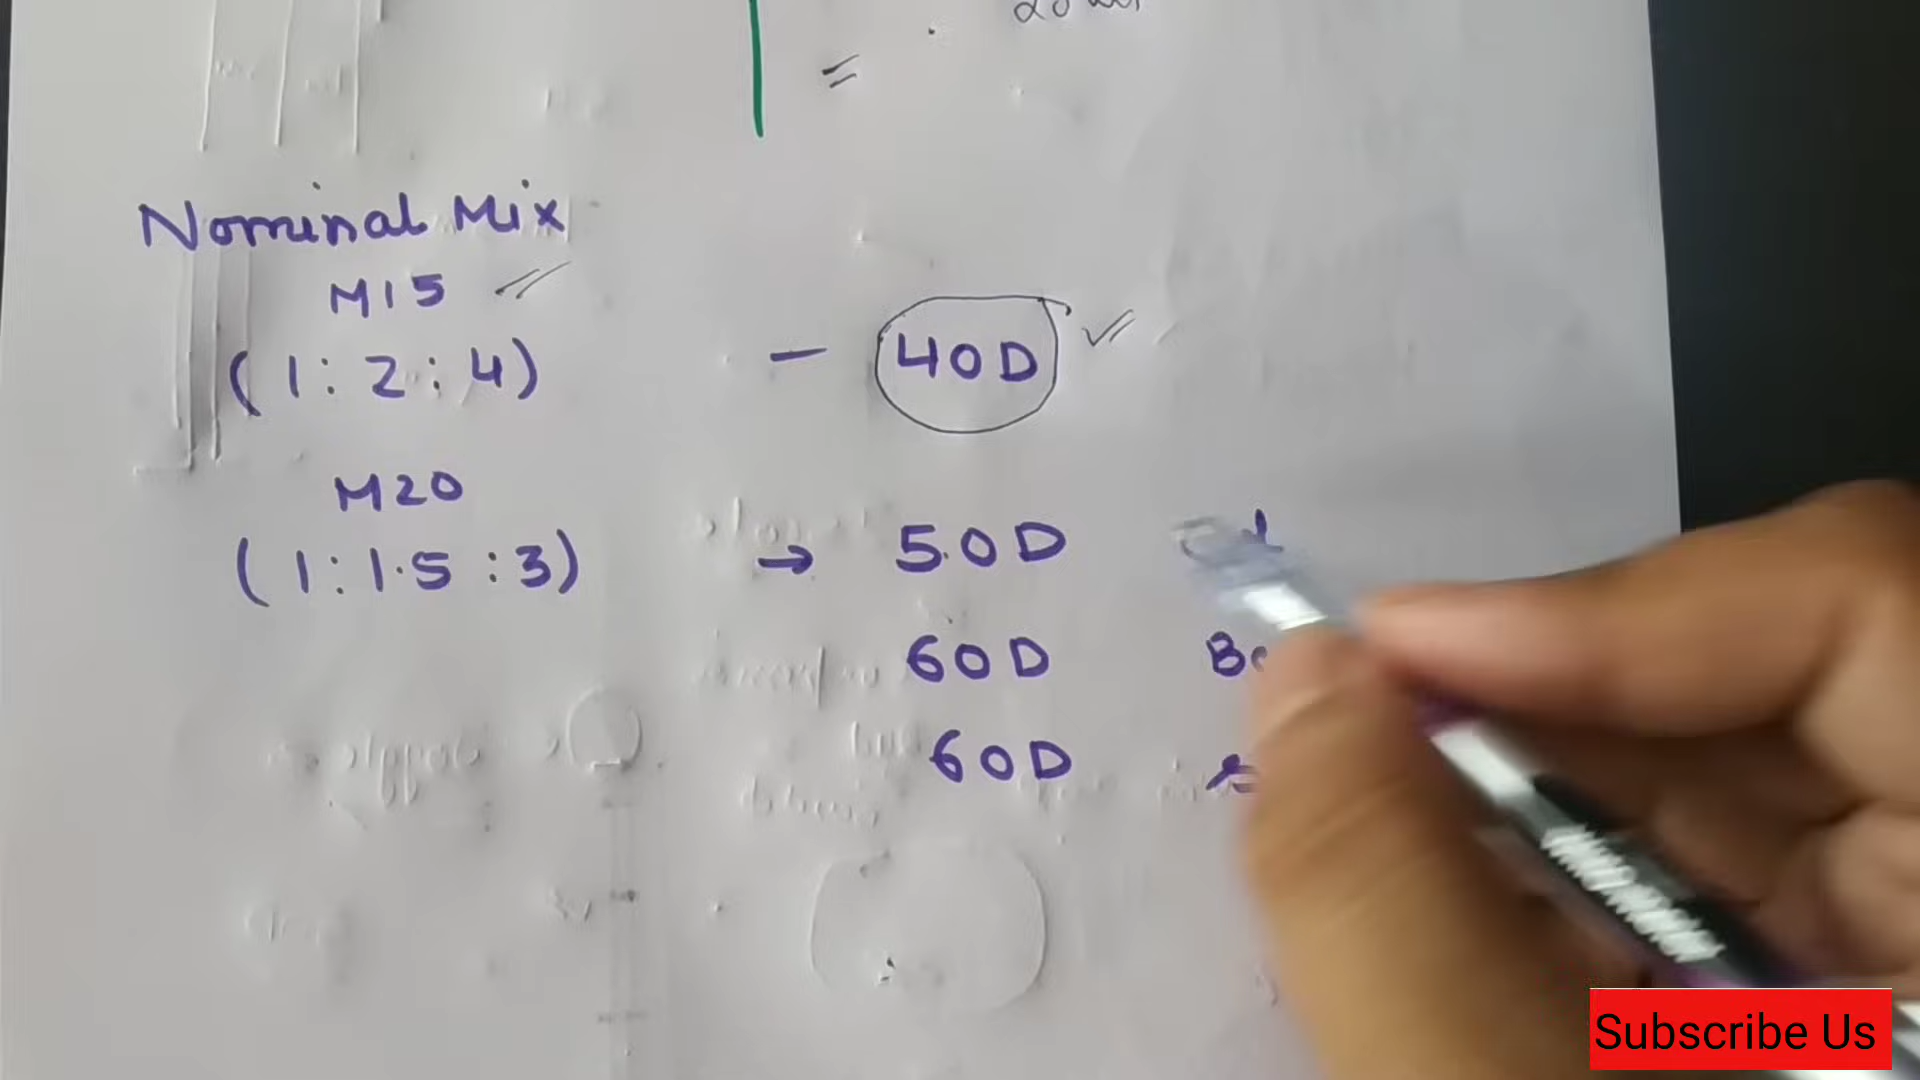 =
Nominal Mix
M15
(1:2:4) - 40D
M20
(1:1.5:3) → 50D
60D
60D
Subscribe Us